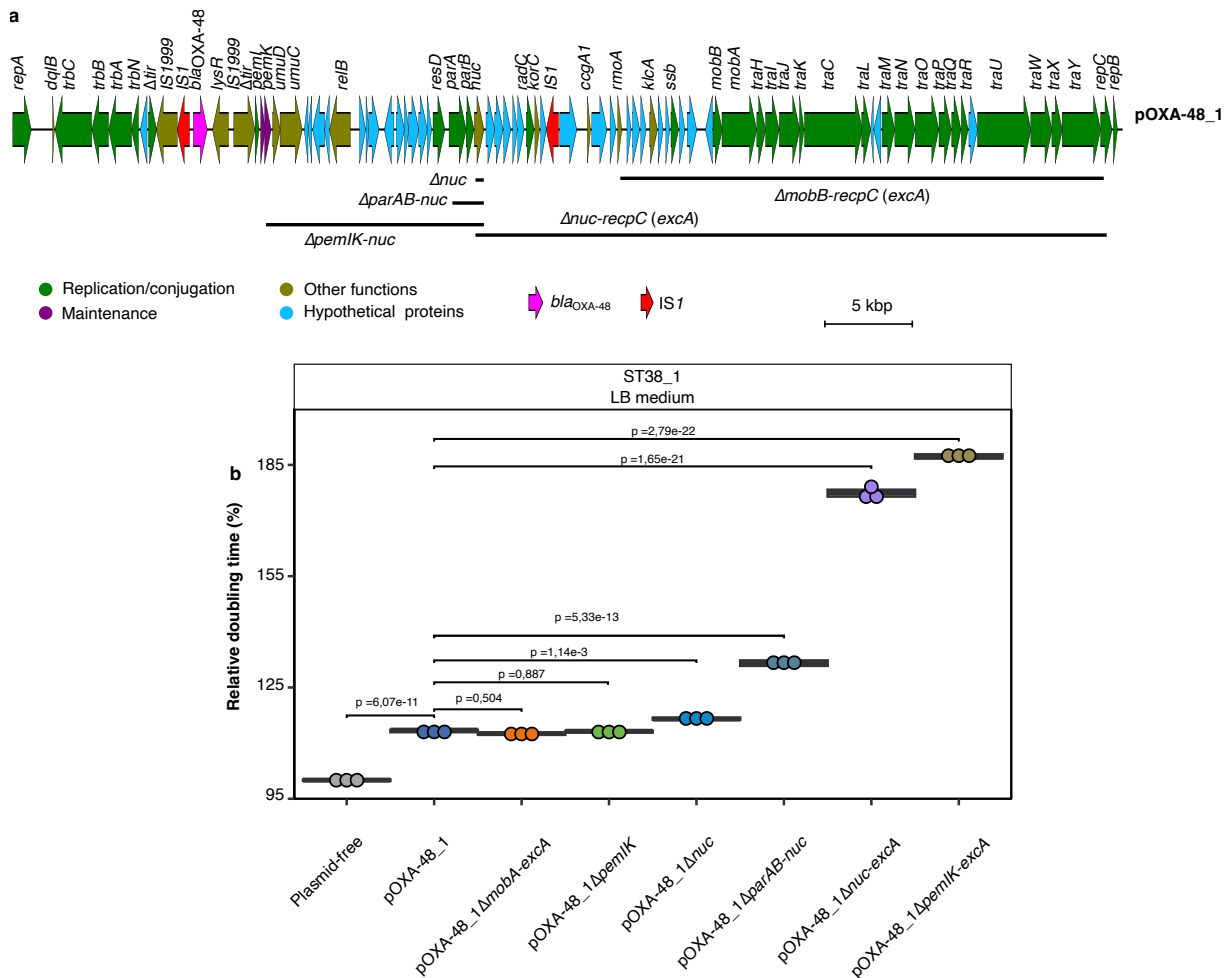 a
repA
dqlB
trbC
trbB
trbA
trbN
Δtir
IS1999
IS1
blaOXA-48
lysR
IS1999
Δtir
pemI
pemK
umuD
umuC
relB
resD
parA
parB
nuc
radC
korC
IS1
ccgA1
rmoA
klcA
ssb
mobB
mobA
traH
traI
traJ
traK
traC
traL
traM
traN
traO
traP
traQ
traR
traU
traW
traX
traY
repC
repB
pOXA-48_1
Δnuc
ΔmobB-recpC (excA)
ΔparAB-nuc
Δnuc-recpC (excA)
ΔpemIK-nuc
Replication/conjugation
Other functions
blaOXA-48
IS1
Maintenance
Hypothetical proteins
5 kbp
ST38_1
LB medium
b
p =2,79e-22
p =1,65e-21
185
155
p =5,33e-13
p =1,14e-3
p =0,887
125
p =6,07e-11
p =0,504
95
Relative doubling time (%)
Plasmid-free
pOXA-48_1
pOXA-48_1ΔmobA-excA
pOXA-48_1ΔpemIK
pOXA-48_1Δnuc
pOXA-48_1ΔparAB-nuc
pOXA-48_1Δnuc-excA
pOXA-48_1ΔpemIK-excA